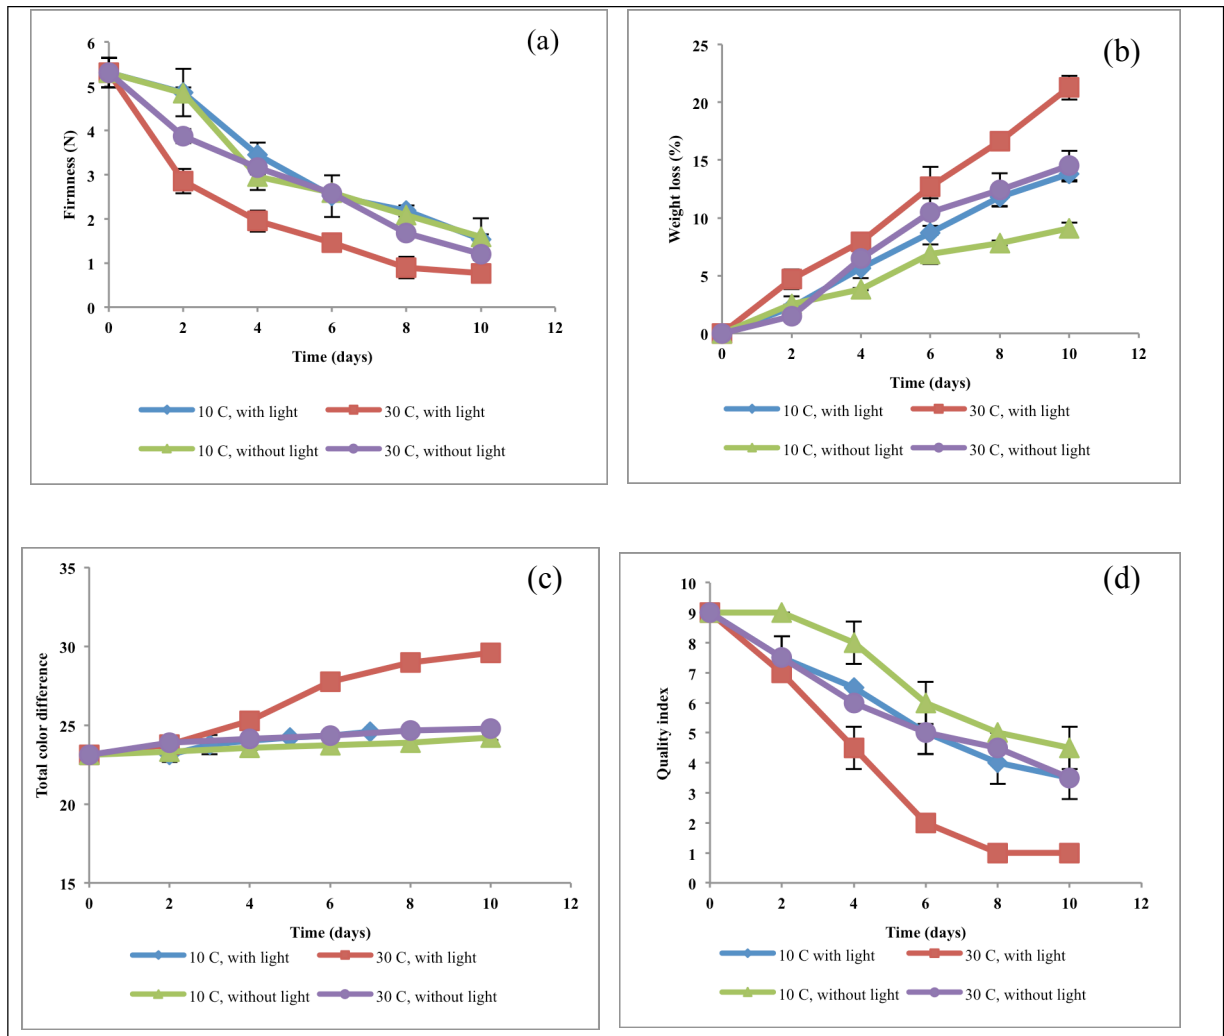 (a)
6
5
4
3
2
1
0
Firmness (N)
0 2 4 6 8 10 12
Time (days)
10 C, with light 30 C, with light
10 C, without light 30 C, without light
(b)
25
20
15
10
5
0
Weight loss (%)
0 2 4 6 8 10 12
Time (days)
10 C, with light 30 C, with light
10 C, without light 30 C, without light
(c)
35
30
25
20
15
Total color difference
0 2 4 6 8 10 12
Time (days)
10 C, with light 30 C, with light
10 C, without light 30 C, without light
(d)
10
9
8
7
6
5
4
3
2
1
0
Quality index
0 2 4 6 8 10 12
Time (days)
10 C with light 30 C, with light
10 C, without light 30 C, without light